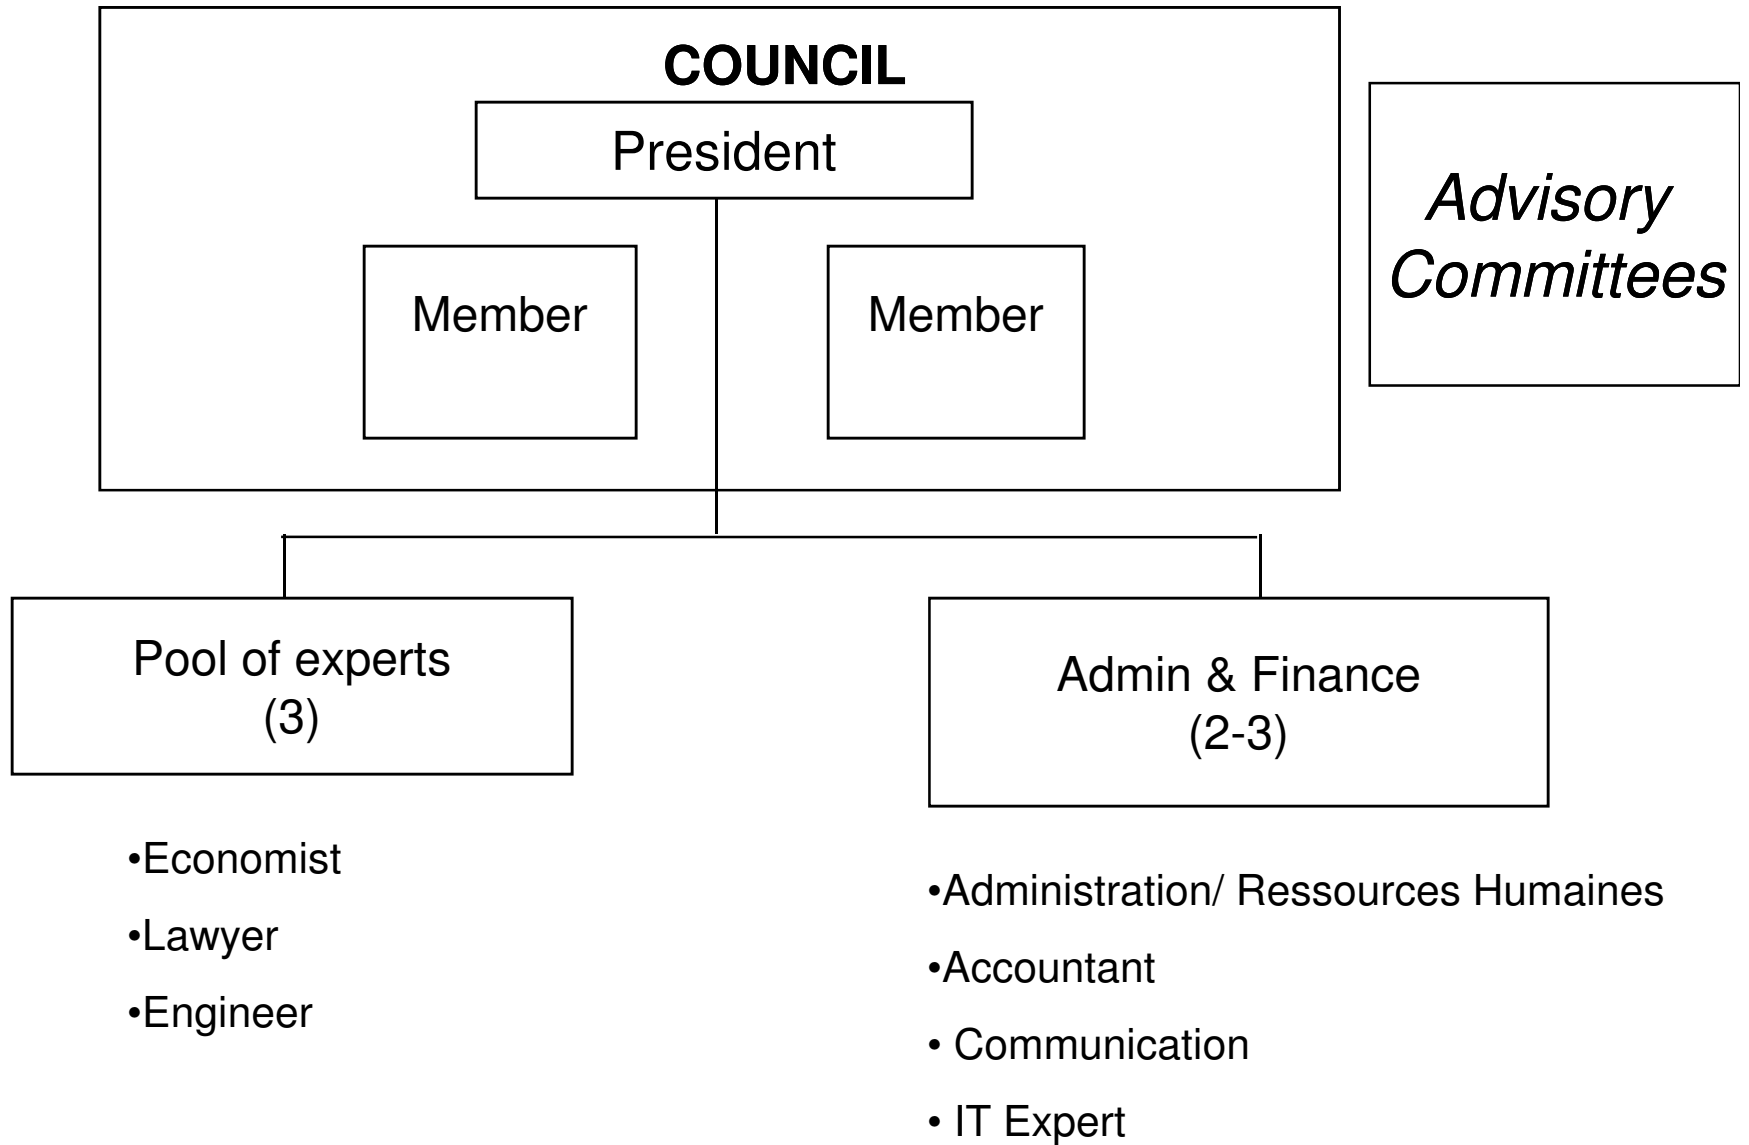 COUNCIL
President
Member
Member
Advisory
Committees
Pool of experts
(3)
•Economist
•Lawyer
•Engineer
Admin & Finance
(2-3)
•Administration/ Ressources Humaines
•Accountant
• Communication
• IT Expert